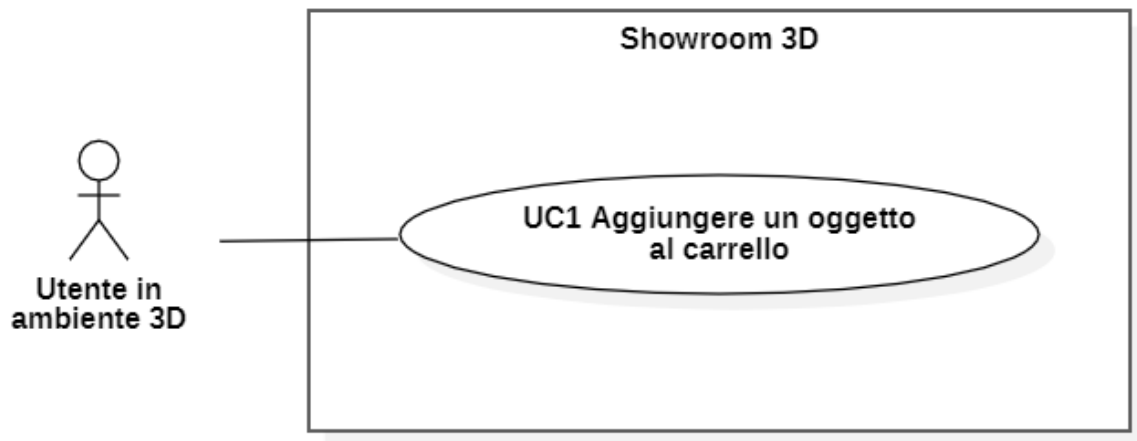 Showroom 3D
UC1 Aggiungere un oggetto
al carrello
Utente in
ambiente 3D